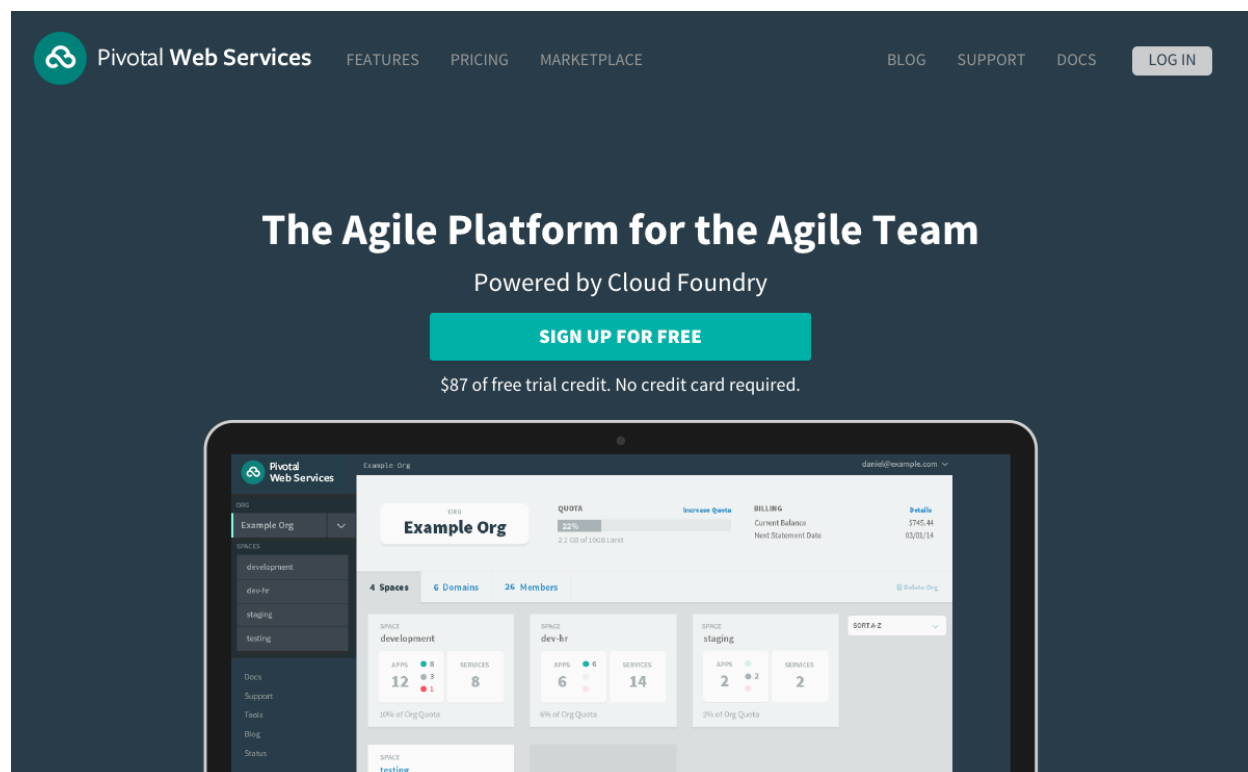 Pivotal Web Services FEATURES PRICING MARKETPLACE BLOG SUPPORT DOCS LOG IN
The Agile Platform for the Agile Team
Powered by Cloud Foundry
SIGN UP FOR FREE
$87 of free trial credit. No credit card required.
Pivotal
Web Services
Example Org
daniel@example.com
ORG
Example Org
SPACES
development
dev-hr
staging
testing
Docs
Support
Tools
Blog
Status
ORG
Example Org
QUOTA Increase Quota
22%
2.2 GB of 10GB Limit
BILLING Details
Current Balance $745.44
Next Statement Date 03/01/14
4 Spaces 6 Domains 26 Members Delete Org
SPACE
development
APPS 8 SERVICES
12 3 8
1
10% of Org Quota
SPACE
dev-hr
APPS 6 SERVICES
6 14
6% of Org Quota
SPACE
staging
APPS SERVICES
2 2 2
2% of Org Quota
SORT A-Z
SPACE
testing